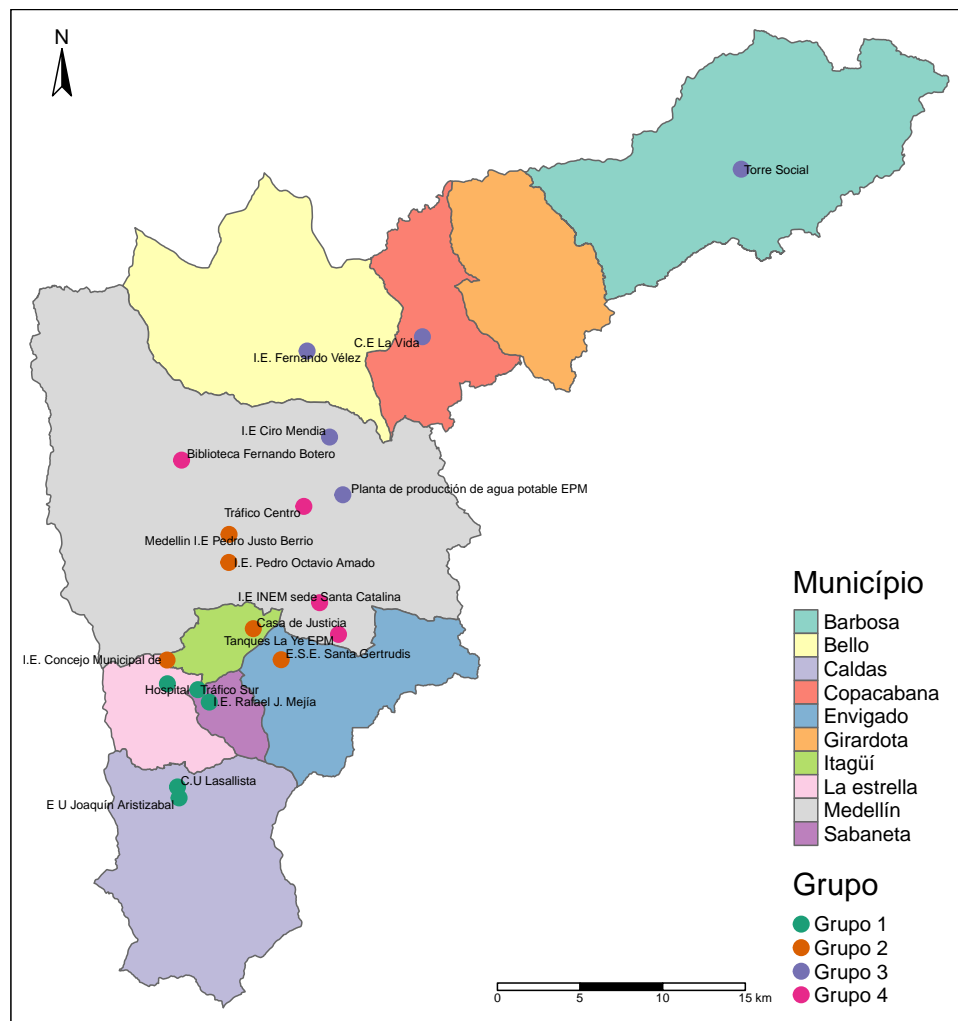 N
Torre Social
C.E La Vida
I.E. Fernando Vélez
I.E Ciro Mendia
Biblioteca Fernando Botero
Planta de producción de agua potable EPM
Tráfico Centro
Medellin I.E Pedro Justo Berrio
I.E. Pedro Octavio Amado
I.E INEM sede Santa Catalina
Casa de Justicia
Tanques La Ye EPM
E.S.E. Santa Gertrudis
I.E. Concejo Municipal de
Hospital
Tráfico Sur
I.E. Rafael J. Mejía
C.U Lasallista
E U Joaquín Aristizabal
Município
Barbosa
Bello
Caldas
Copacabana
Envigado
Girardota
Itagüí
La estrella
Medellín
Sabaneta
Grupo
Grupo 1
Grupo 2
Grupo 3
Grupo 4
0 5 10 15 km